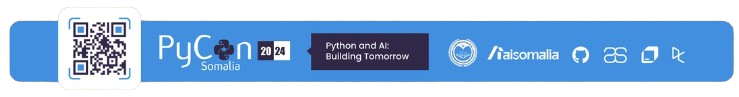 PyCon
Somalia
2024
Python and AI:
Building Tomorrow
aisomalia